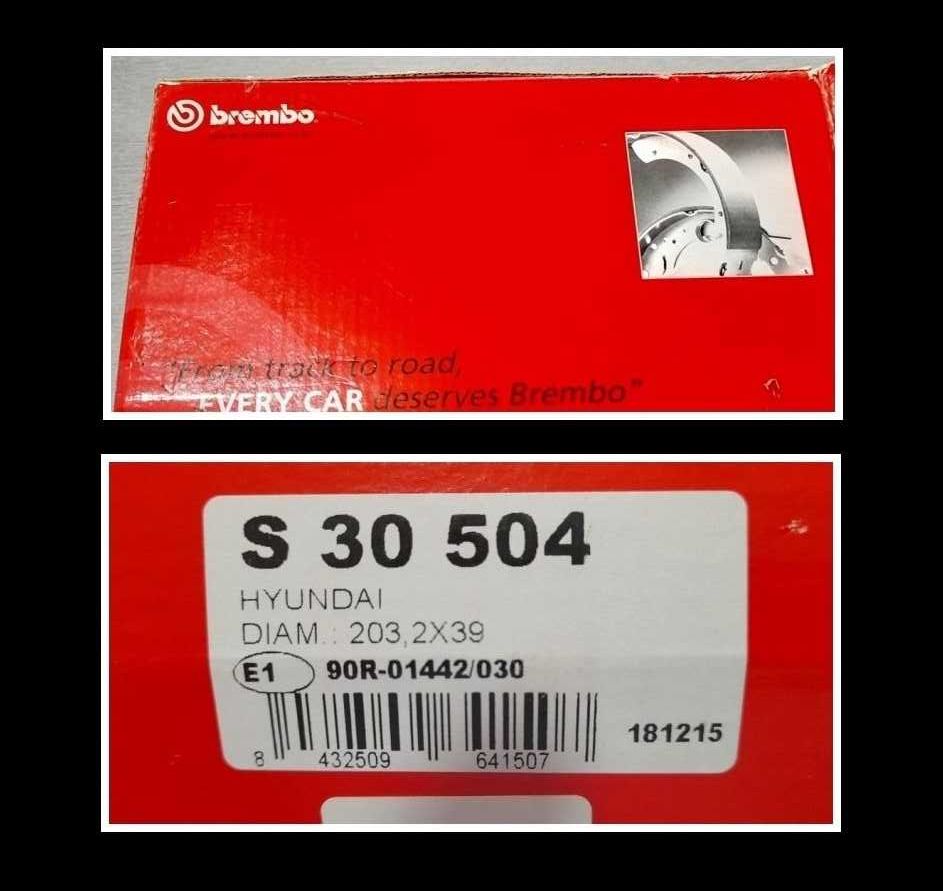 brembo
"From track to road,
EVERY CAR deserves Brembo"
S 30 504
HYUNDAI
DIAM.: 203,2X39
E1 90R-01442/030
8 432509 641507
181215